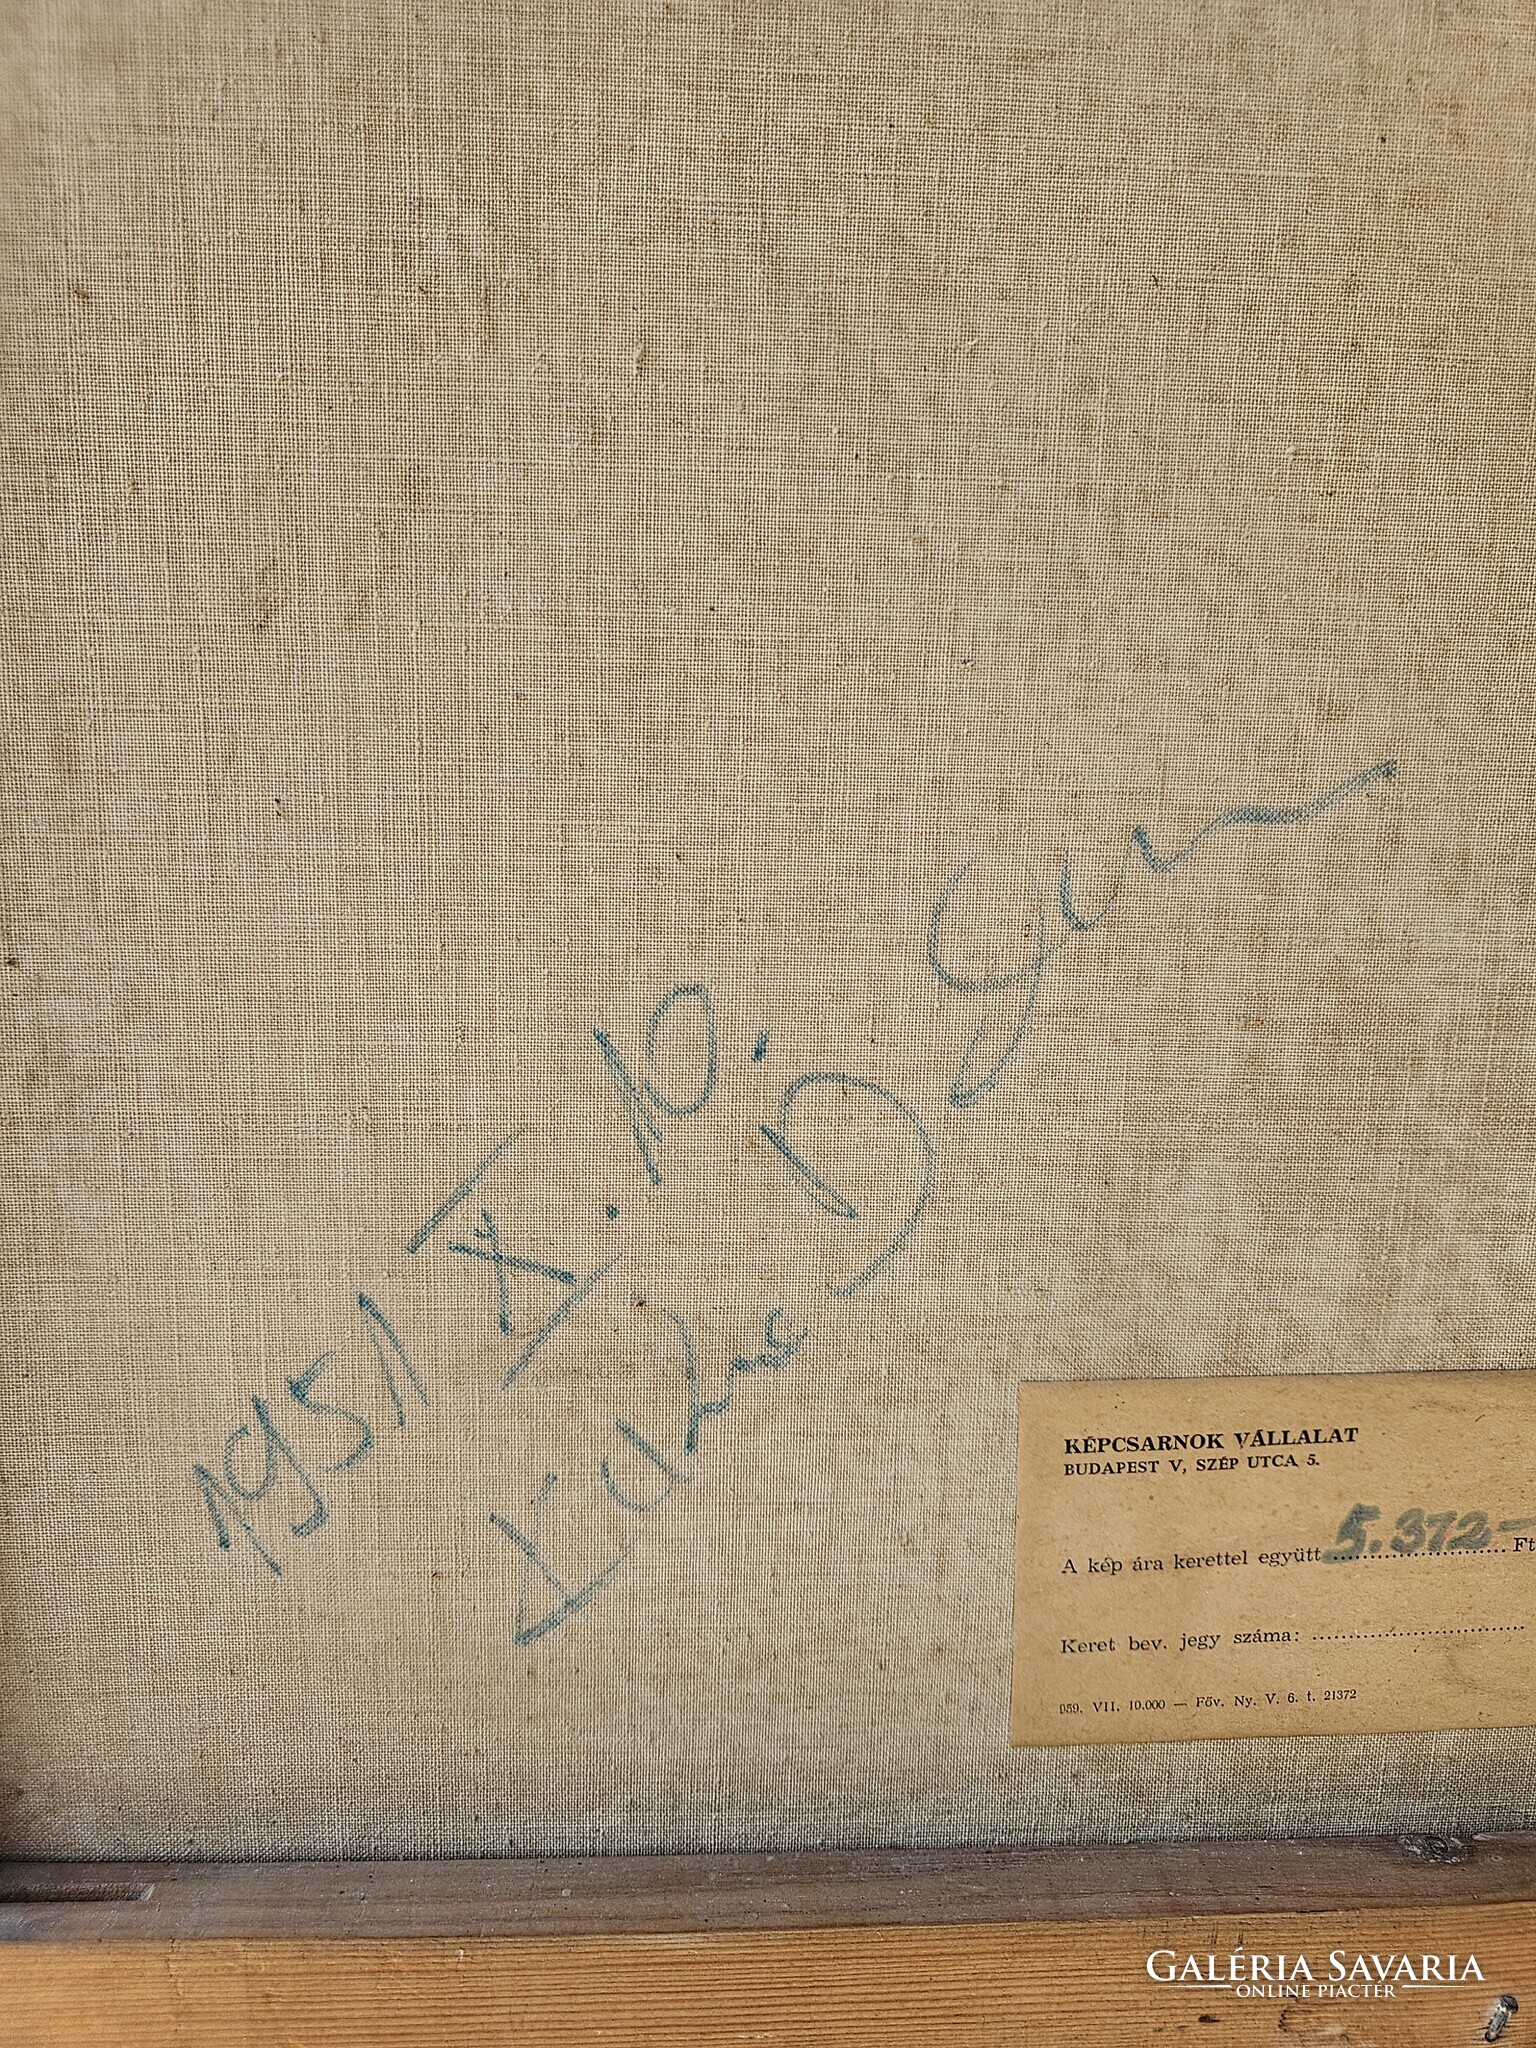 1951 X. 10.
KÉPCSARNOK VÁLLALAT
BUDAPEST V, SZÉP UTCA 5.
A kép ára kerettel együtt 5.372- Ft
Keret bev. jegy száma:
959. VII. 10.000 — Főv. Ny. V. 6. t. 21372
GALÉRIA SAVARIA
ONLINE PIACTÉR